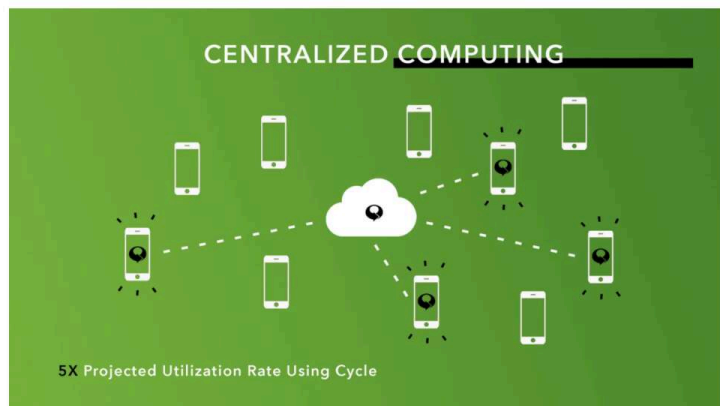 CENTRALIZED COMPUTING
5X Projected Utilization Rate Using Cycle